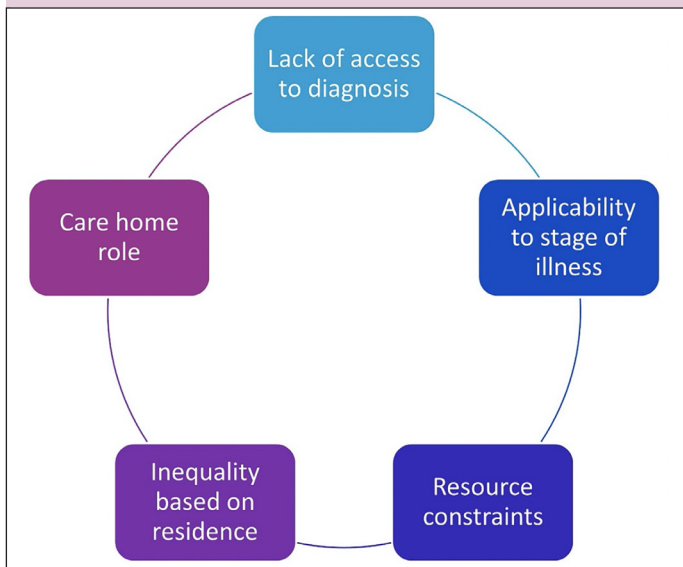 Lack of access
to diagnosis
Applicability
to stage of
illness
Resource
constraints
Inequality
based on
residence
Care home
role